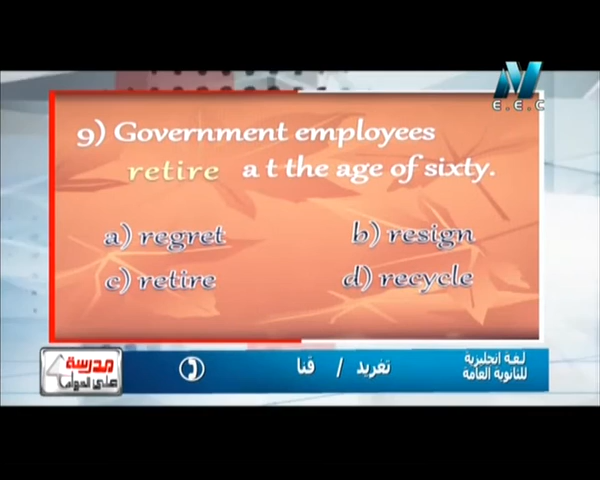 E.E.C
9) Government employees
retire a t the age of sixty.
a) regret b) resign
c) retire d) recycle
لغة انجليزية
للثانوية العامة
تغريد / قنا
مدرسة
على الهواء